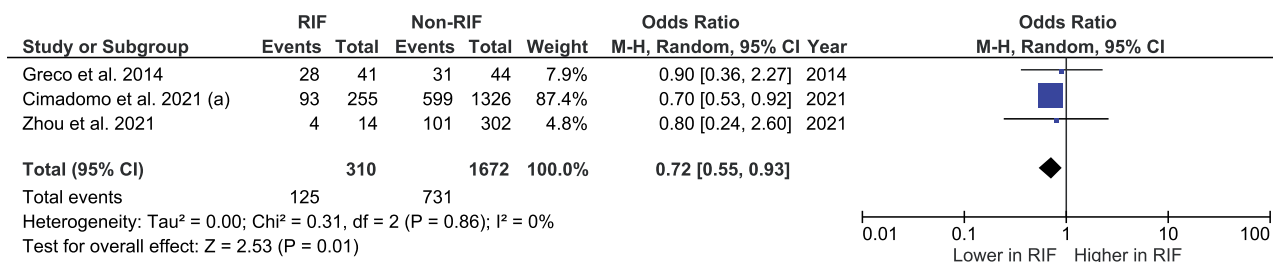 RIF Non-RIF Odds Ratio Odds Ratio
Study or Subgroup Events Total Events Total Weight M-H, Random, 95% CI Year M-H, Random, 95% CI
Greco et al. 2014 28 41 31 44 7.9% 0.90 [0.36, 2.27] 2014
Cimadomo et al. 2021 (a) 93 255 599 1326 87.4% 0.70 [0.53, 0.92] 2021
Zhou et al. 2021 4 14 101 302 4.8% 0.80 [0.24, 2.60] 2021
Total (95% CI) 310 1672 100.0% 0.72 [0.55, 0.93]
Total events 125 731
Heterogeneity: Tau² = 0.00; Chi² = 0.31, df = 2 (P = 0.86); I² = 0%
Test for overall effect: Z = 2.53 (P = 0.01)
0.01 0.1 1 10 100
Lower in RIF Higher in RIF